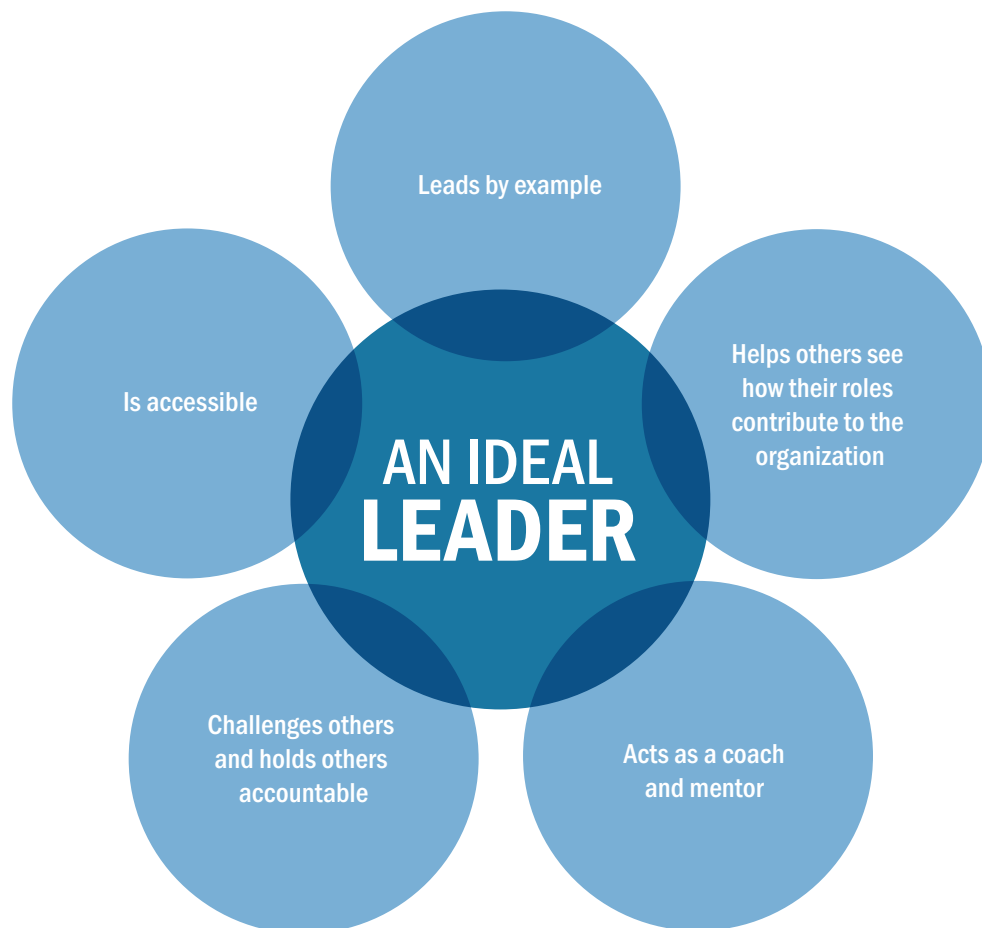 Leads by example
Is accessible
Helps others see
how their roles
contribute to the
organization
AN IDEAL
LEADER
Challenges others
and holds others
accountable
Acts as a coach
and mentor